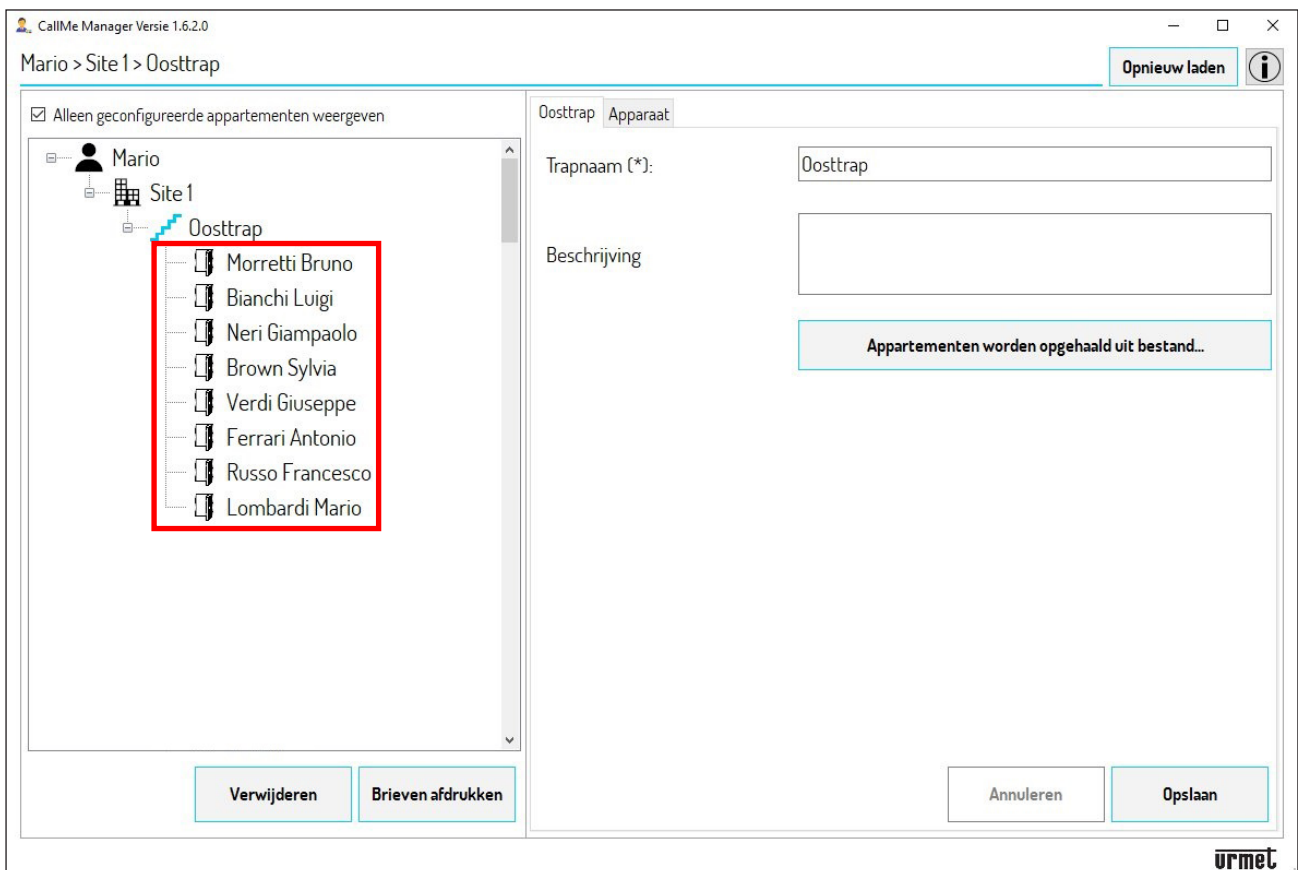 CallMe Manager Versie 1.6.2.0
Mario > Site 1 > Oosttrap
Opnieuw laden
Alleen geconfigureerde appartementen weergeven
Mario
Site 1
Oosttrap
Morretti Bruno
Bianchi Luigi
Neri Giampaolo
Brown Sylvia
Verdi Giuseppe
Ferrari Antonio
Russo Francesco
Lombardi Mario
Verwijderen
Brieven afdrukken
Oosttrap Apparaat
Trapnaam (*): Oosttrap
Beschrijving
Appartementen worden opgehaald uit bestand...
Annuleren
Opslaan
urmet